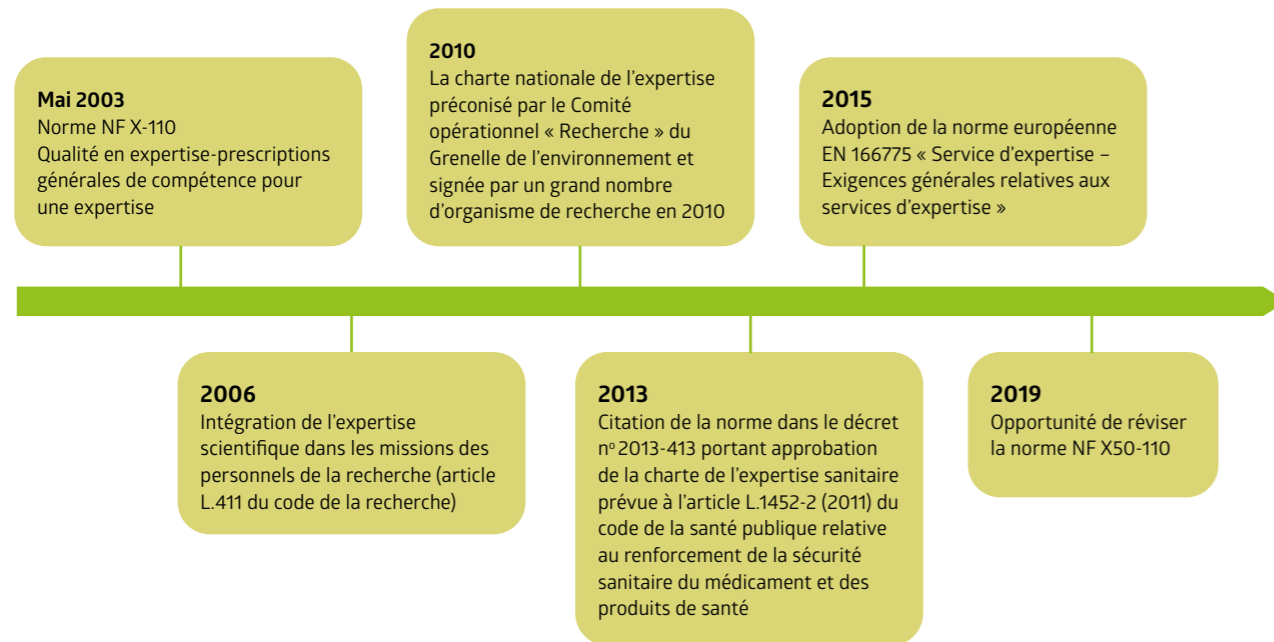 Mai 2003
Norme NF X-110
Qualité en expertise-prescriptions
générales de compétence pour
une expertise
2006
Intégration de l'expertise
scientifique dans les missions des
personnels de la recherche (article
L.411 du code de la recherche)
2010
La charte nationale de l'expertise
préconisé par le Comité
opérationnel « Recherche » du
Grenelle de l'environnement et
signée par un grand nombre
d'organisme de recherche en 2010
2013
Citation de la norme dans le décret
nº 2013-413 portant approbation
de la charte de l'expertise sanitaire
prévue à l'article L.1452-2 (2011) du
code de la santé publique relative
au renforcement de la sécurité
sanitaire du médicament et des
produits de santé
2015
Adoption de la norme européenne
EN 166775 « Service d'expertise –
Exigences générales relatives aux
services d'expertise »
2019
Opportunité de réviser
la norme NF X50-110